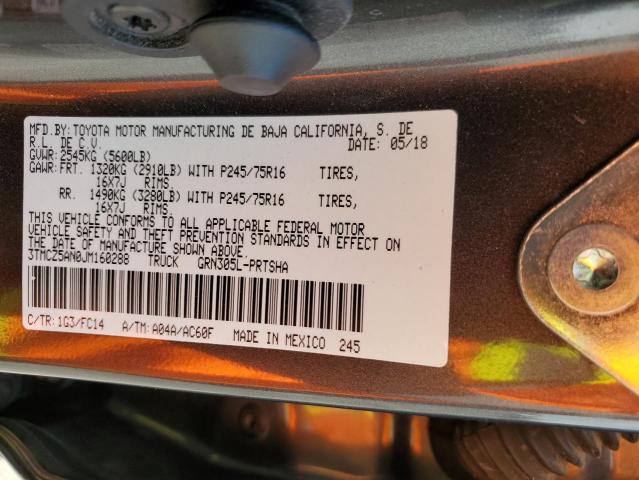 MFD.BY: TOYOTA MOTOR MANUFACTURING DE BAJA CALIFORNIA, S. DE
R.L. DE C.V. DATE: 05/18
GVWR: 2545KG (5600LB)
GAWR: FRT. 1320KG (2910LB) WITH P245/75R16 TIRES,
16X7J RIMS.
RR. 1490KG (3280LB) WITH P245/75R16 TIRES,
16X7J RIMS.
THIS VEHICLE CONFORMS TO ALL APPLICABLE FEDERAL MOTOR
VEHICLE SAFETY AND THEFT PREVENTION STANDARDS IN EFFECT ON
THE DATE OF MANUFACTURE SHOWN ABOVE.
3TMCZ5AN0JM160288 TRUCK GRN305L-PRTSHA
C/TR: 1G3/FC14 A/TM: A04A/AC60F MADE IN MEXICO 245